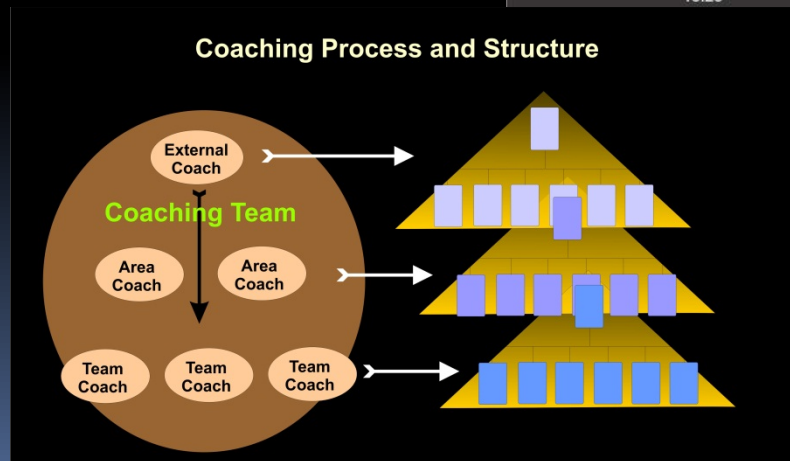 Coaching Process and Structure
External
Coach
Coaching Team
Area
Coach
Area
Coach
Team
Coach
Team
Coach
Team
Coach